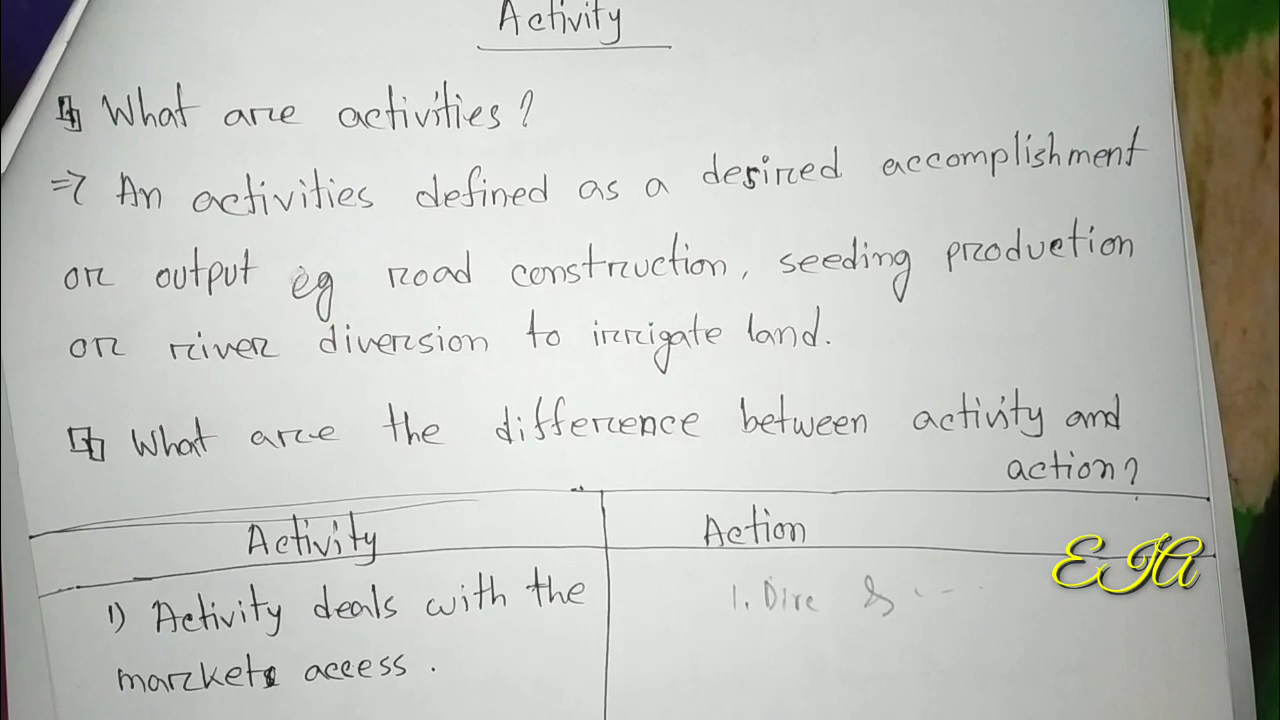 Activity
What are activities?
⇒ An activities defined as a desired accomplishment
or output eg road construction, seeding production
or river diversion to irrigate land.
What are the difference between activity and
action?
Activity
Action
1) Activity deals with the
market access.
1. Dire
EIA